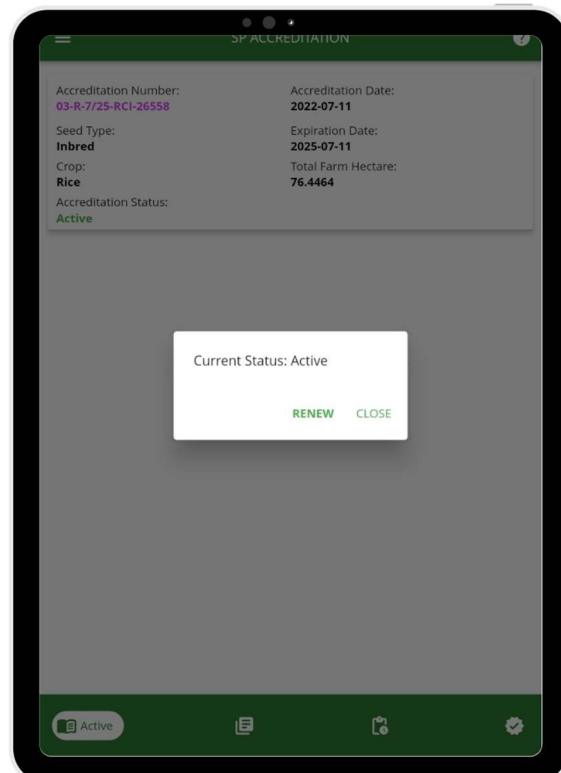 SP ACCREDITATION
?
Accreditation Number:
03-R-7/25-RCI-26558
Accreditation Date:
2022-07-11
Seed Type:
Inbred
Expiration Date:
2025-07-11
Crop:
Rice
Total Farm Hectare:
76.4464
Accreditation Status:
Active
Current Status: Active
RENEW CLOSE
Active